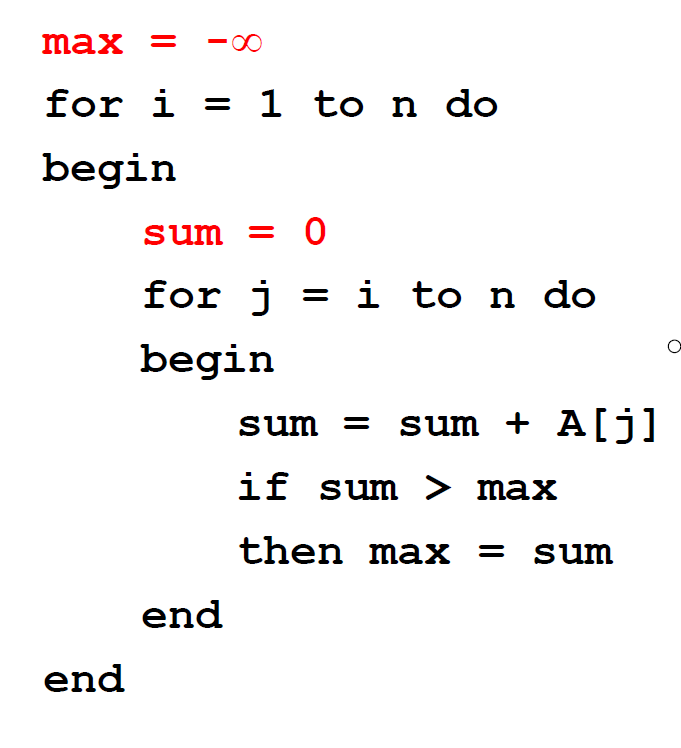 max = -∞
for i = 1 to n do
begin
sum = 0
for j = i to n do
begin
sum = sum + A[j]
if sum > max
then max = sum
end
end